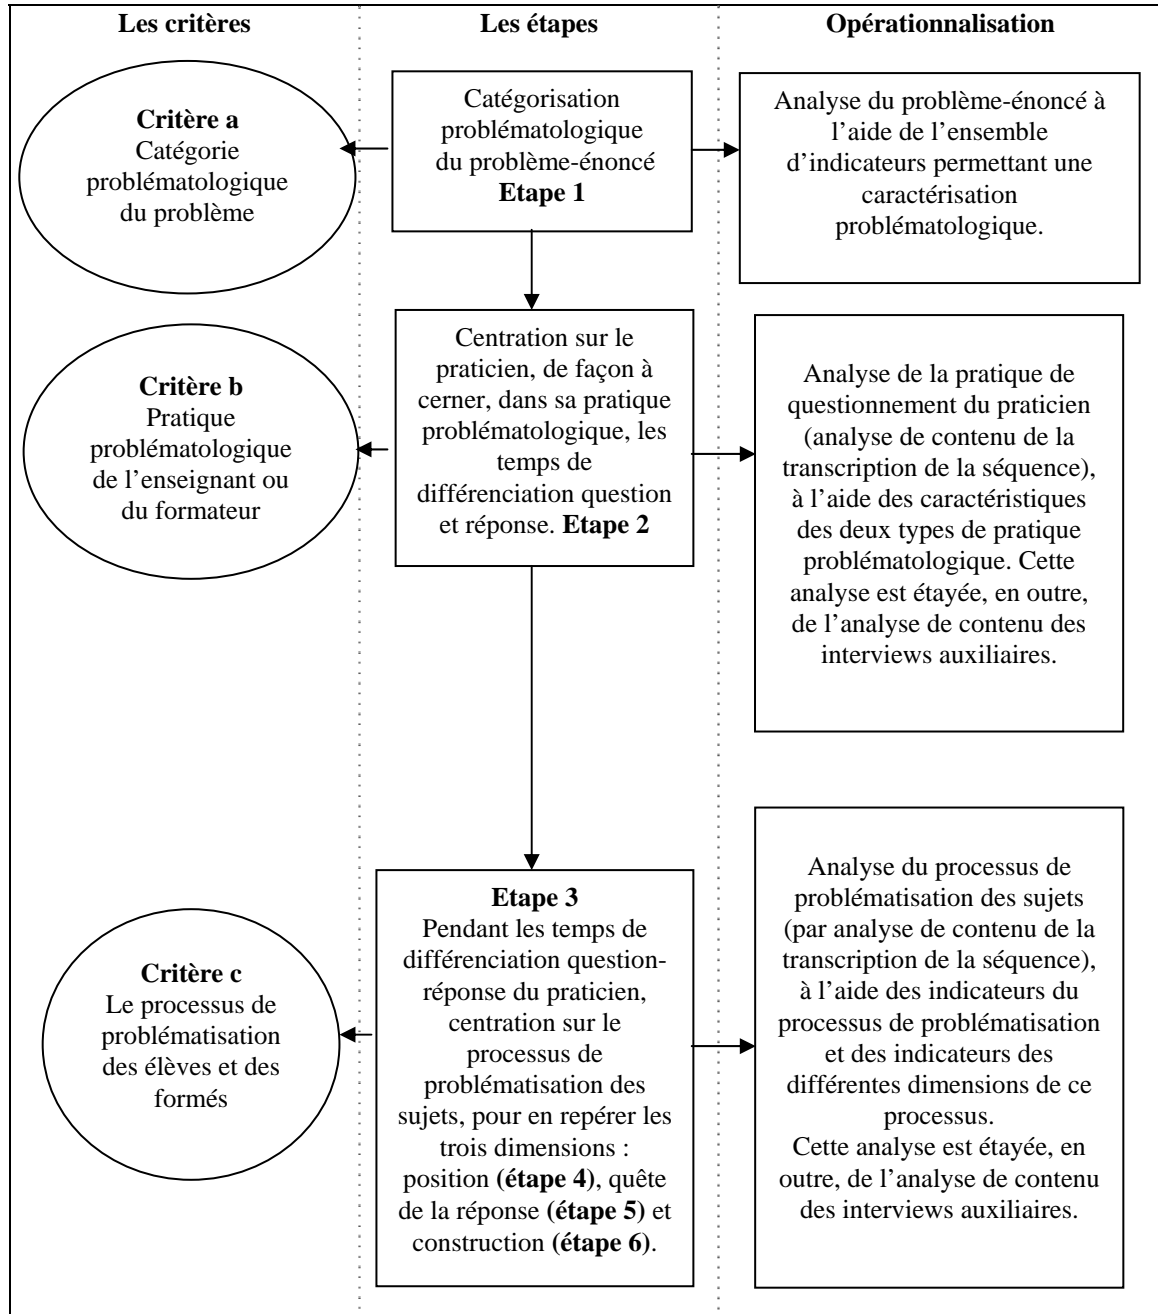 Les critères
Les étapes
Opérationnalisation
Critère a
Catégorie
problématologique
du problème
Catégorisation
problématologique
du problème-énoncé
Etape 1
Analyse du problème-énoncé à
l’aide de l’ensemble
d’indicateurs permettant une
caractérisation
problématologique.
Critère b
Pratique
problématologique
de l’enseignant ou
du formateur
Centration sur le
praticien, de façon à
cerner, dans sa pratique
problématologique, les
temps de
différenciation question
et réponse. Etape 2
Analyse de la pratique de
questionnement du praticien
(analyse de contenu de la
transcription de la séquence),
à l’aide des caractéristiques
des deux types de pratique
problématologique. Cette
analyse est étayée, en outre,
de l’analyse de contenu des
interviews auxiliaires.
Critère c
Le processus de
problématisation
des élèves et des
formés
Etape 3
Pendant les temps de
différenciation question-
réponse du praticien,
centration sur le
processus de
problématisation des
sujets, pour en repérer les
trois dimensions :
position (étape 4), quête
de la réponse (étape 5) et
construction (étape 6).
Analyse du processus de
problématisation des sujets
(par analyse de contenu de la
transcription de la séquence),
à l’aide des indicateurs du
processus de problématisation
et des indicateurs des
différentes dimensions de ce
processus.
Cette analyse est étayée, en
outre, de l’analyse de contenu
des interviews auxiliaires.